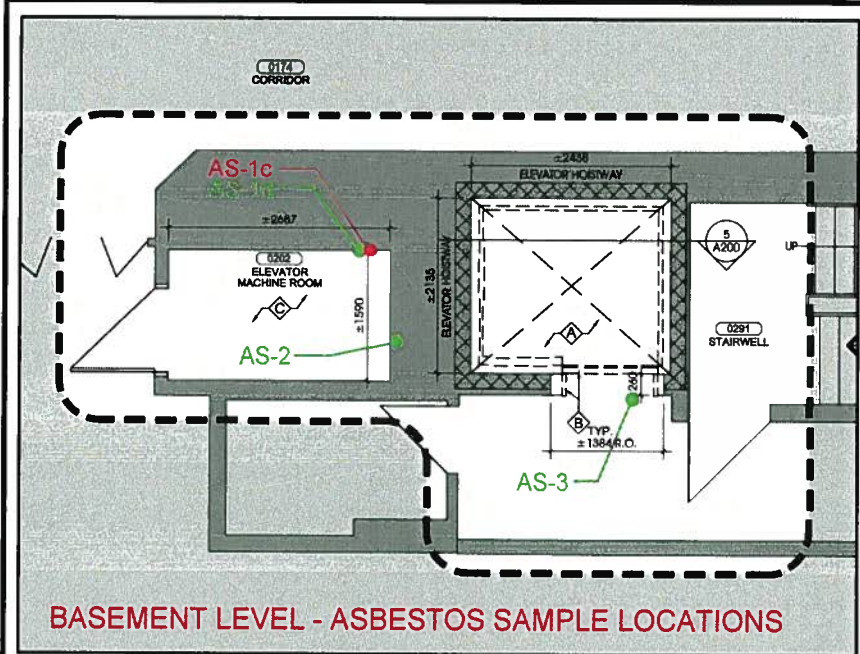 0174
CORRIDOR
AS-1c
±2438
ELEVATOR HOISTWAY
±2687
5
A200
UP
0202
ELEVATOR
MACHINE ROOM
C
±1590
±2135
ELEVATOR HOISTWAY
A
0291
STAIRWELL
AS-2
260
B
TYP.
±1384 R.O.
AS-3
BASEMENT LEVEL - ASBESTOS SAMPLE LOCATIONS